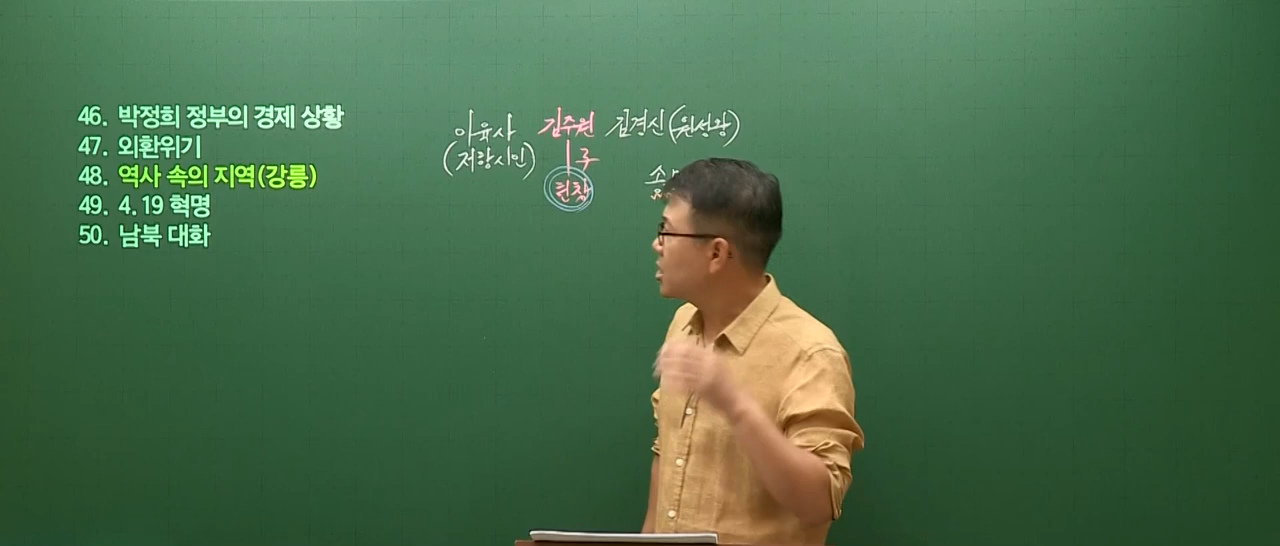 46. 박정희 정부의 경제 상황
47. 외환위기
48. 역사 속의 지역(강릉)
49. 4.19 혁명
50. 남북 대화
이육사 김주원 김경신(원성왕)
(저항시인) 子
헌창